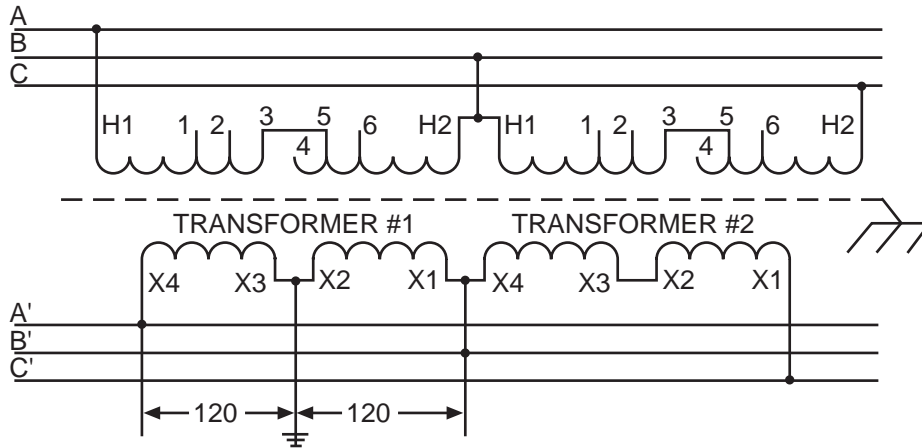 A
B
C
H1 1 2 3 4 5 6 H2 H1 1 2 3 4 5 6 H2
TRANSFORMER #1 TRANSFORMER #2
X4 X3 X2 X1 X4 X3 X2 X1
A'
B'
C'
120 120